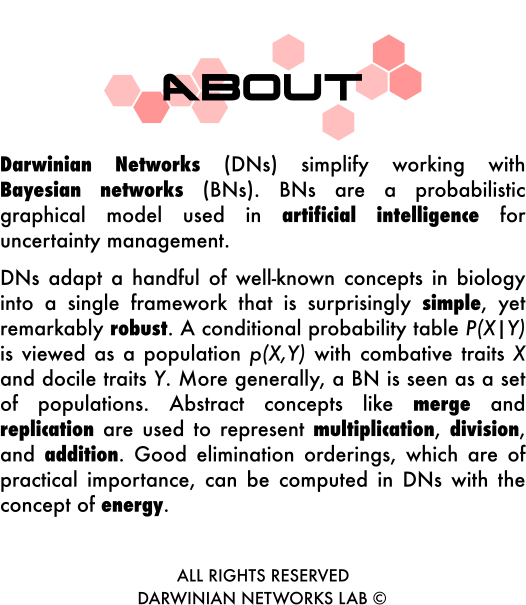 ABOUT
Darwinian Networks (DNs) simplify working with
Bayesian networks (BNs). BNs are a probabilistic
graphical model used in artificial intelligence for
uncertainty management.
DNs adapt a handful of well-known concepts in biology
into a single framework that is surprisingly simple, yet
remarkably robust. A conditional probability table P(X|Y)
is viewed as a population p(X,Y) with combative traits X
and docile traits Y. More generally, a BN is seen as a set
of populations. Abstract concepts like merge and
replication are used to represent multiplication, division,
and addition. Good elimination orderings, which are of
practical importance, can be computed in DNs with the
concept of energy.
ALL RIGHTS RESERVED
DARWINIAN NETWORKS LAB ©